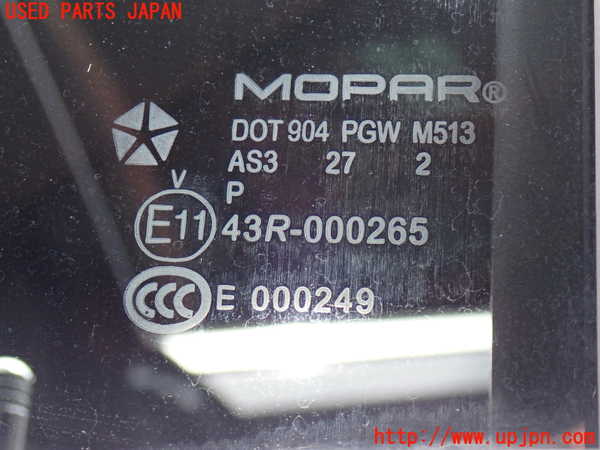 USED PARTS JAPAN
MOPAR®
DOT 904 PGW M513
AS3 27 2
V P
E11 43R-000265
CCC E 000249
http://www.upjpn.com/